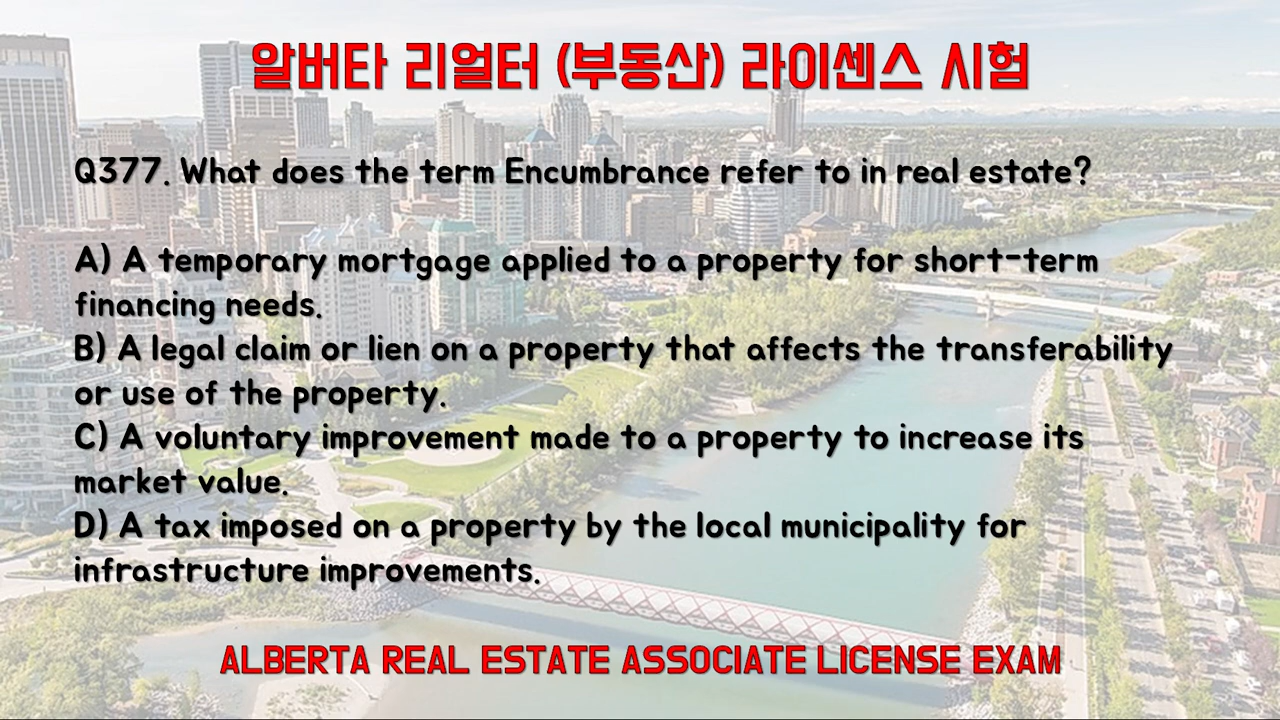 알버타 리얼터 (부동산) 라이센스 시험
Q377. What does the term Encumbrance refer to in real estate?
A) A temporary mortgage applied to a property for short-term
financing needs.
B) A legal claim or lien on a property that affects the transferability
or use of the property.
C) A voluntary improvement made to a property to increase its
market value.
D) A tax imposed on a property by the local municipality for
infrastructure improvements.
ALBERTA REAL ESTATE ASSOCIATE LICENSE EXAM